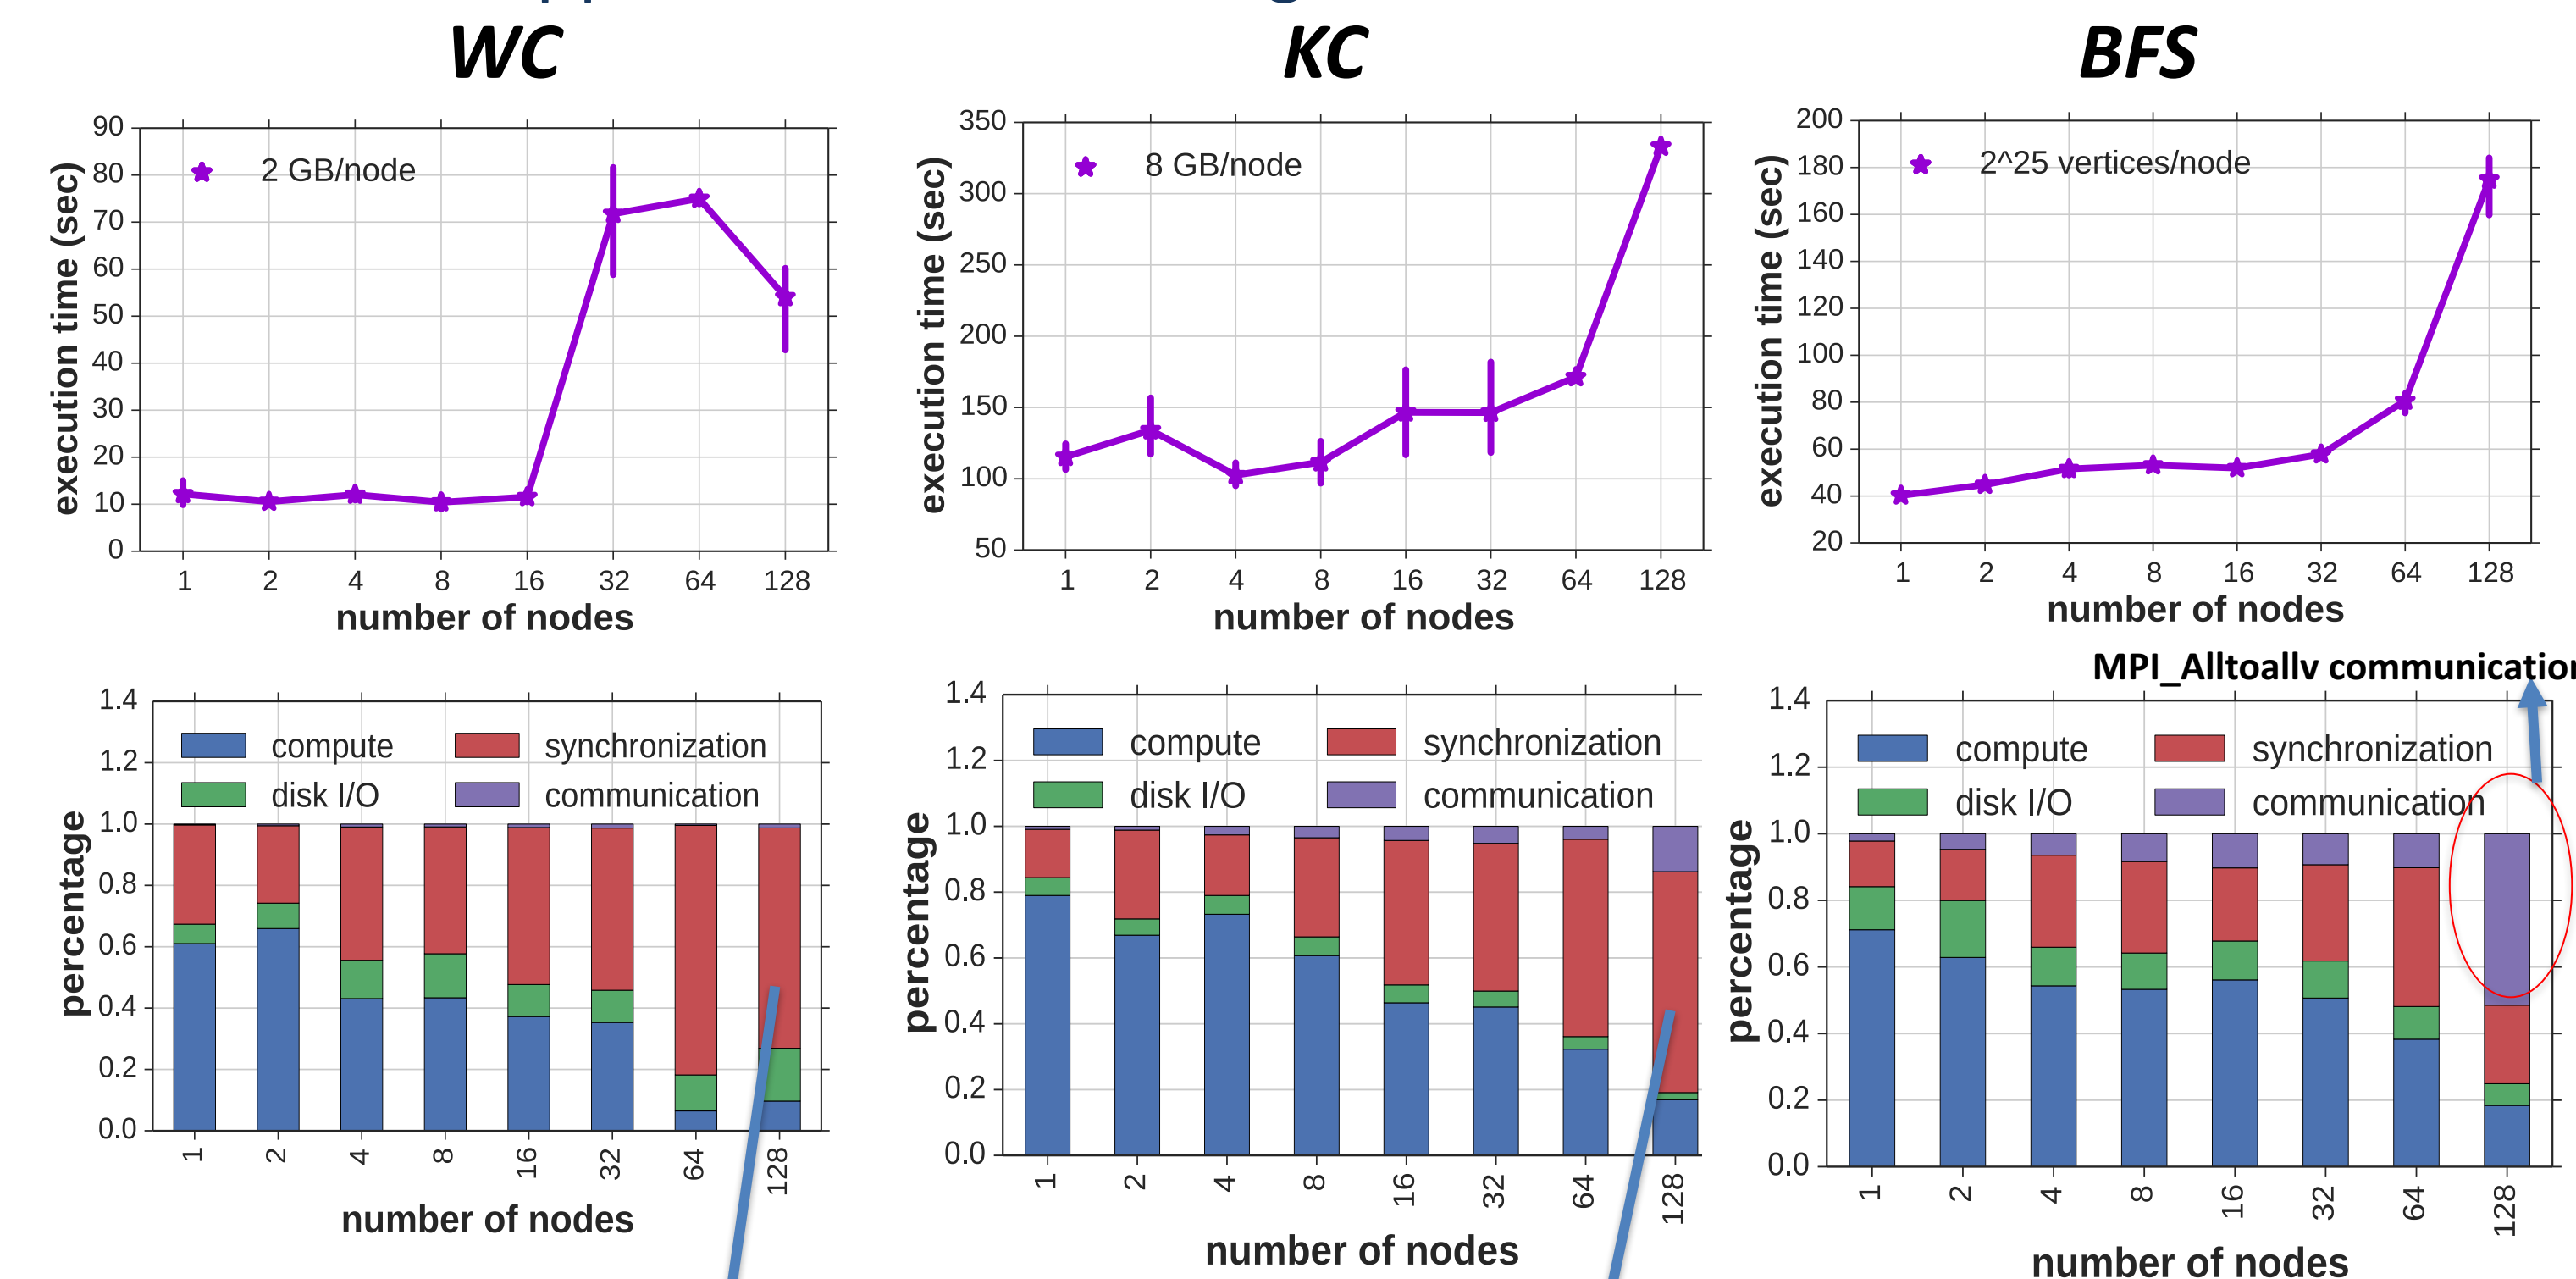 WC
KC
BFS
execution time (sec)
90
80
70
60
50
40
30
20
10
0
2 GB/node
1 2 4 8 16 32 64 128
number of nodes
execution time (sec)
350
300
250
200
150
100
50
8 GB/node
1 2 4 8 16 32 64 128
number of nodes
execution time (sec)
200
180
160
140
120
100
80
60
40
20
2^25 vertices/node
1 2 4 8 16 32 64 128
number of nodes
percentage
1.4
1.2
1.0
0.8
0.6
0.4
0.2
0.0
compute synchronization
disk I/O communication
1 2 4 8 16 32 64 128
number of nodes
percentage
1.4
1.2
1.0
0.8
0.6
0.4
0.2
0.0
compute synchronization
disk I/O communication
1 2 4 8 16 32 64 128
number of nodes
MPI_Alltoallv communication
percentage
1.4
1.2
1.0
0.8
0.6
0.4
0.2
0.0
compute synchronization
disk I/O communication
1 2 4 8 16 32 64 128
number of nodes